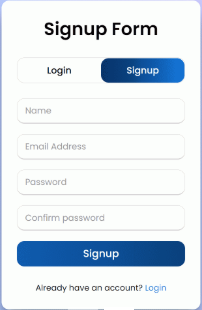 Signup Form
Login Signup
Name
Email Address
Password
Confirm password
Signup
Already have an account? Login